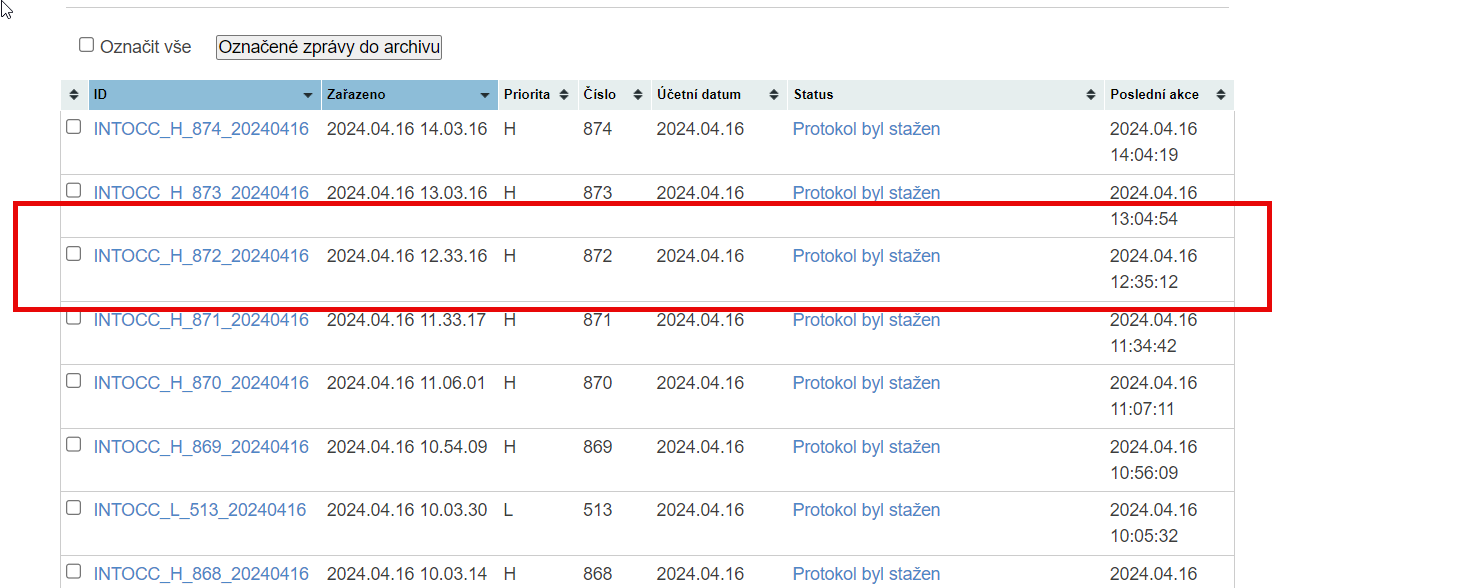 Označit vše Označené zprávy do archivu
ID Zařazeno Priorita Číslo Účetní datum Status Poslední akce
INTOCC_H_874_20240416 2024.04.16 14.03.16 H 874 2024.04.16 Protokol byl stažen 2024.04.16
14:04:19
INTOCC_H_873_20240416 2024.04.16 13.03.16 H 873 2024.04.16 Protokol byl stažen 2024.04.16
13:04:54
INTOCC_H_872_20240416 2024.04.16 12.33.16 H 872 2024.04.16 Protokol byl stažen 2024.04.16
12:35:12
INTOCC_H_871_20240416 2024.04.16 11.33.17 H 871 2024.04.16 Protokol byl stažen 2024.04.16
11:34:42
INTOCC_H_870_20240416 2024.04.16 11.06.01 H 870 2024.04.16 Protokol byl stažen 2024.04.16
11:07:11
INTOCC_H_869_20240416 2024.04.16 10.54.09 H 869 2024.04.16 Protokol byl stažen 2024.04.16
10:56:09
INTOCC_L_513_20240416 2024.04.16 10.03.30 L 513 2024.04.16 Protokol byl stažen 2024.04.16
10:05:32
INTOCC_H_868_20240416 2024.04.16 10.03.14 H 868 2024.04.16 Protokol byl stažen 2024.04.16